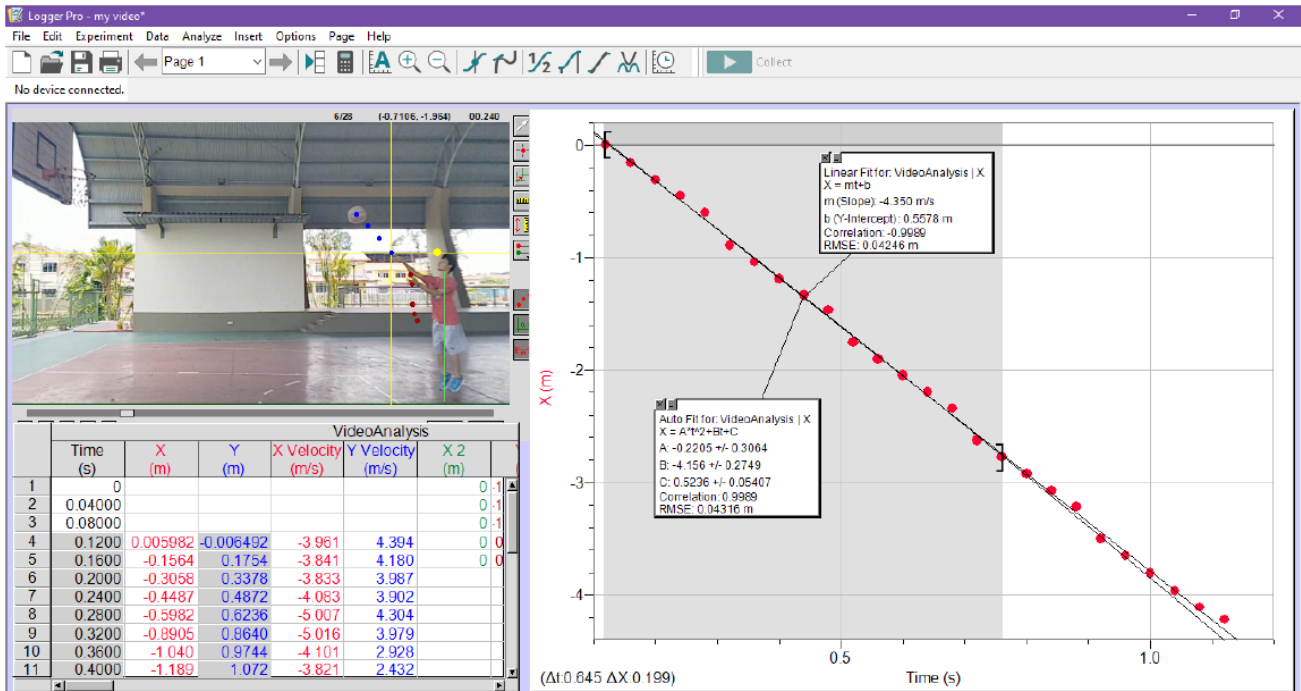 Logger Pro - my video*
File Edit Experiment Data Analyze Insert Options Page Help
Page 1
Collect
No device connected.
6/28 (-0.7106, -1.964) 00.240
VideoAnalysis
Time X Y X Velocity Y Velocity X 2
(s) (m) (m) (m/s) (m/s) (m)
1 0 0 -1
2 0.04000 0 -1
3 0.08000 0 -1
4 0.1200 0.005982 -0.006492 -3.961 4.394 0 0
5 0.1600 -0.1564 0.1754 -3.841 4.180 0 0
6 0.2000 -0.3058 0.3378 -3.833 3.987
7 0.2400 -0.4487 0.4872 -4.083 3.902
8 0.2800 -0.5982 0.6236 -5.007 4.304
9 0.3200 -0.8905 0.8640 -5.016 3.979
10 0.3600 -1.040 0.9744 -4.101 2.928
11 0.4000 -1.189 1.072 -3.821 2.432
X (m)
0
-1
-2
-3
-4
Linear Fit for: VideoAnalysis | X
X = mt+b
m (Slope): -4.350 m/s
b (Y-Intercept): 0.5578 m
Correlation: -0.9989
RMSE: 0.04246 m
Auto Fit for: VideoAnalysis | X
X = A*t^2+Bt+C
A: -0.2205 +/- 0.3064
B: -4.156 +/- 0.2749
C: 0.5236 +/- 0.05407
Correlation: 0.9989
RMSE: 0.04316 m
0.5 1.0
(Δt:0.645 ΔX:0.199) Time (s)